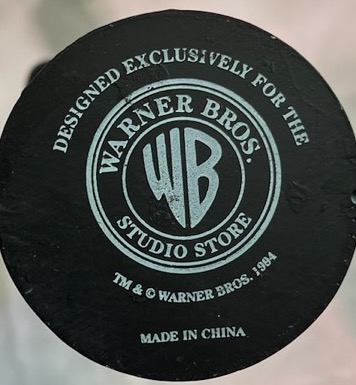 DESIGNED EXCLUSIVELY FOR THE
WARNER BROS.
WB
STUDIO STORE
TM & © WARNER BROS. 1994
MADE IN CHINA